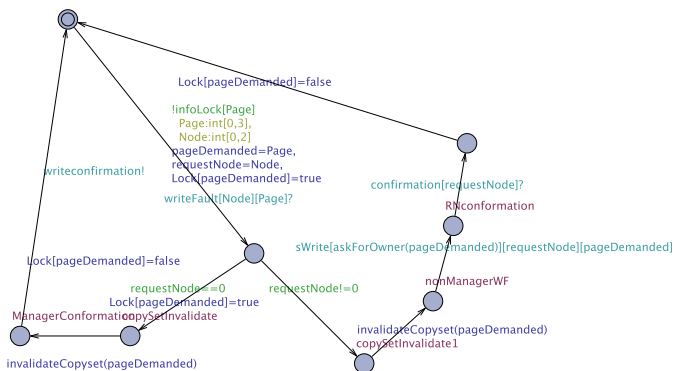 Lock[pageDemanded]=false
!infoLock[Page]
Page:int[0,3],
Node:int[0,2]
pageDemanded=Page,
requestNode=Node,
Lock[pageDemanded]=true
writeFault[Node][Page]?
writeconfirmation!
confirmation[requestNode]?
RNconformation
sWrite[askForOwner(pageDemanded)][requestNode][pageDemanded]
Lock[pageDemanded]=false
nonManagerWF
requestNode==0
requestNode!=0
Lock[pageDemanded]=true
ManagerConformation
copySetInvalidate
invalidateCopyset(pageDemanded)
copySetInvalidate1
invalidateCopyset(pageDemanded)